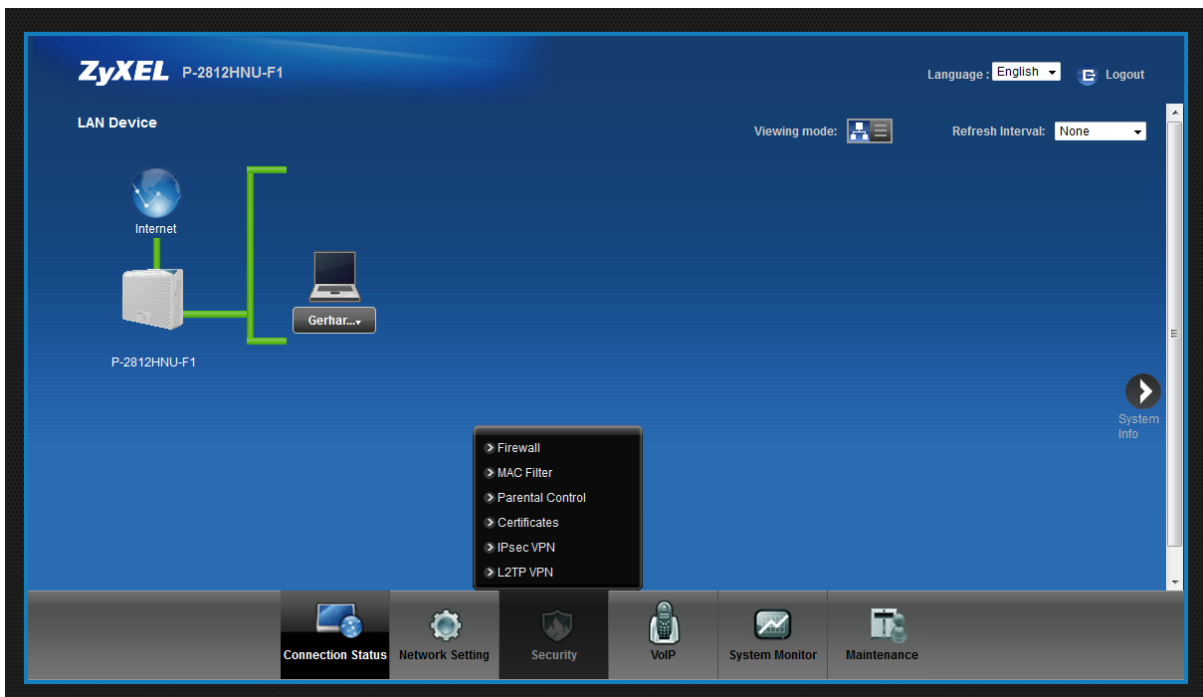 ZyXEL P-2812HNU-F1
Language : English
Logout
LAN Device
Viewing mode:
Refresh Interval: None
Internet
Gerhar...
P-2812HNU-F1
System
Info
Firewall
MAC Filter
Parental Control
Certificates
IPsec VPN
L2TP VPN
Connection Status
Network Setting
Security
VoIP
System Monitor
Maintenance